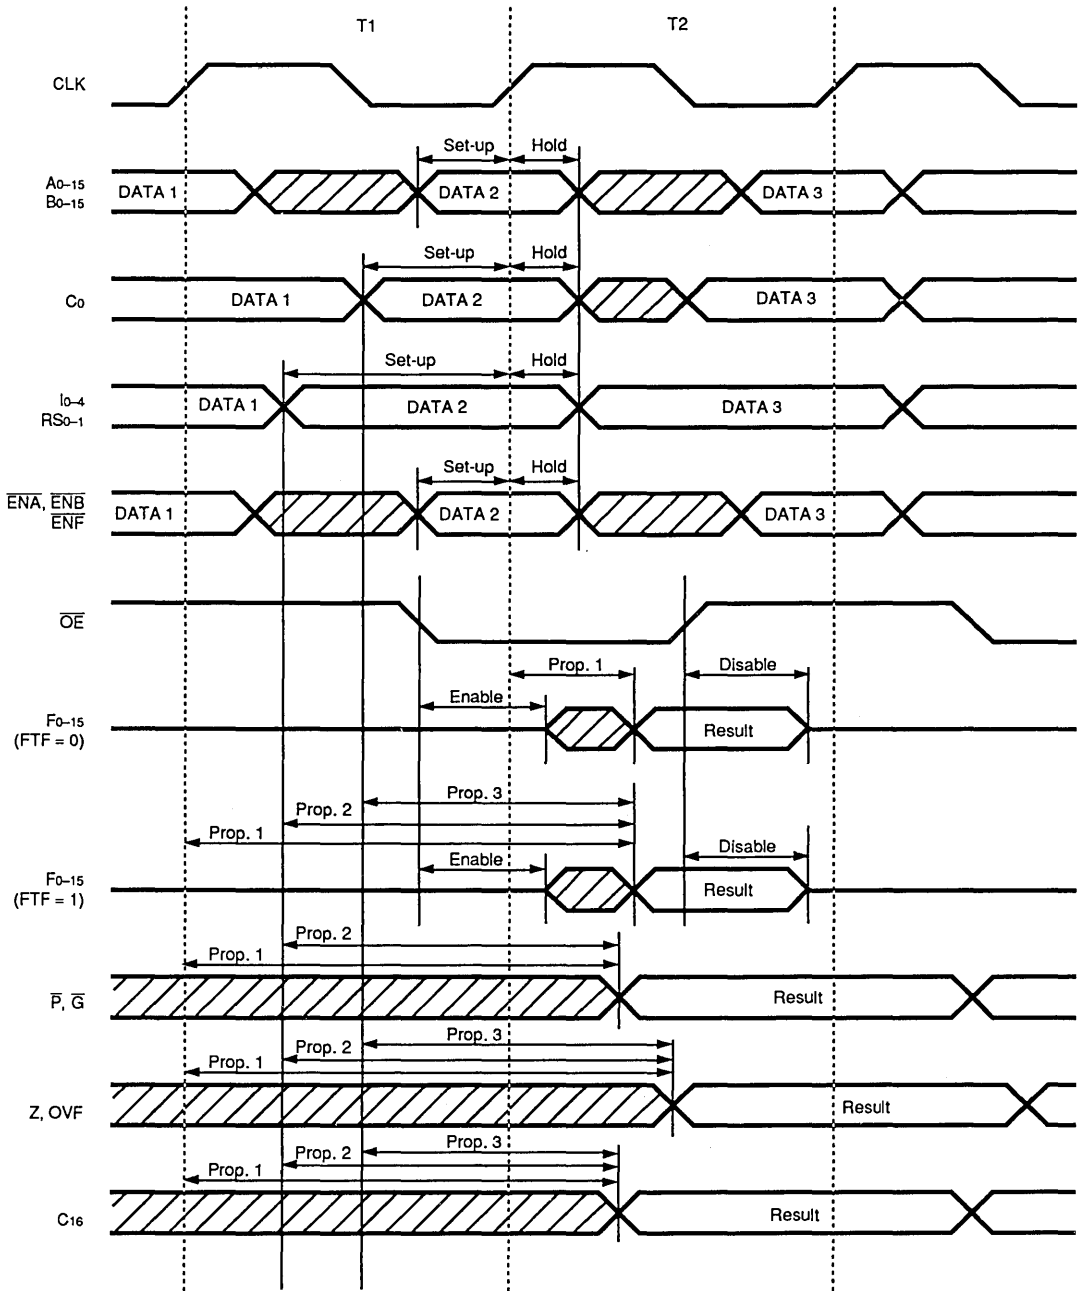 T1 T2
CLK
Set-up Hold
A0–15
B0–15
DATA 1 DATA 2 DATA 3
Set-up Hold
C0
DATA 1 DATA 2 DATA 3
Set-up Hold
I0–4
RS0–1
DATA 1 DATA 2 DATA 3
Set-up Hold
E̅N̅A̅, E̅N̅B̅
E̅N̅F̅
DATA 1 DATA 2 DATA 3
O̅E̅
Prop. 1 Disable
Enable
F0–15
(FTF = 0)
Result
Prop. 3
Prop. 2
Prop. 1
Enable Disable
F0–15
(FTF = 1)
Result
Prop. 2
Prop. 1
P̅, G̅
Result
Prop. 3
Prop. 2
Prop. 1
Z, OVF
Result
Prop. 3
Prop. 2
Prop. 1
C16
Result